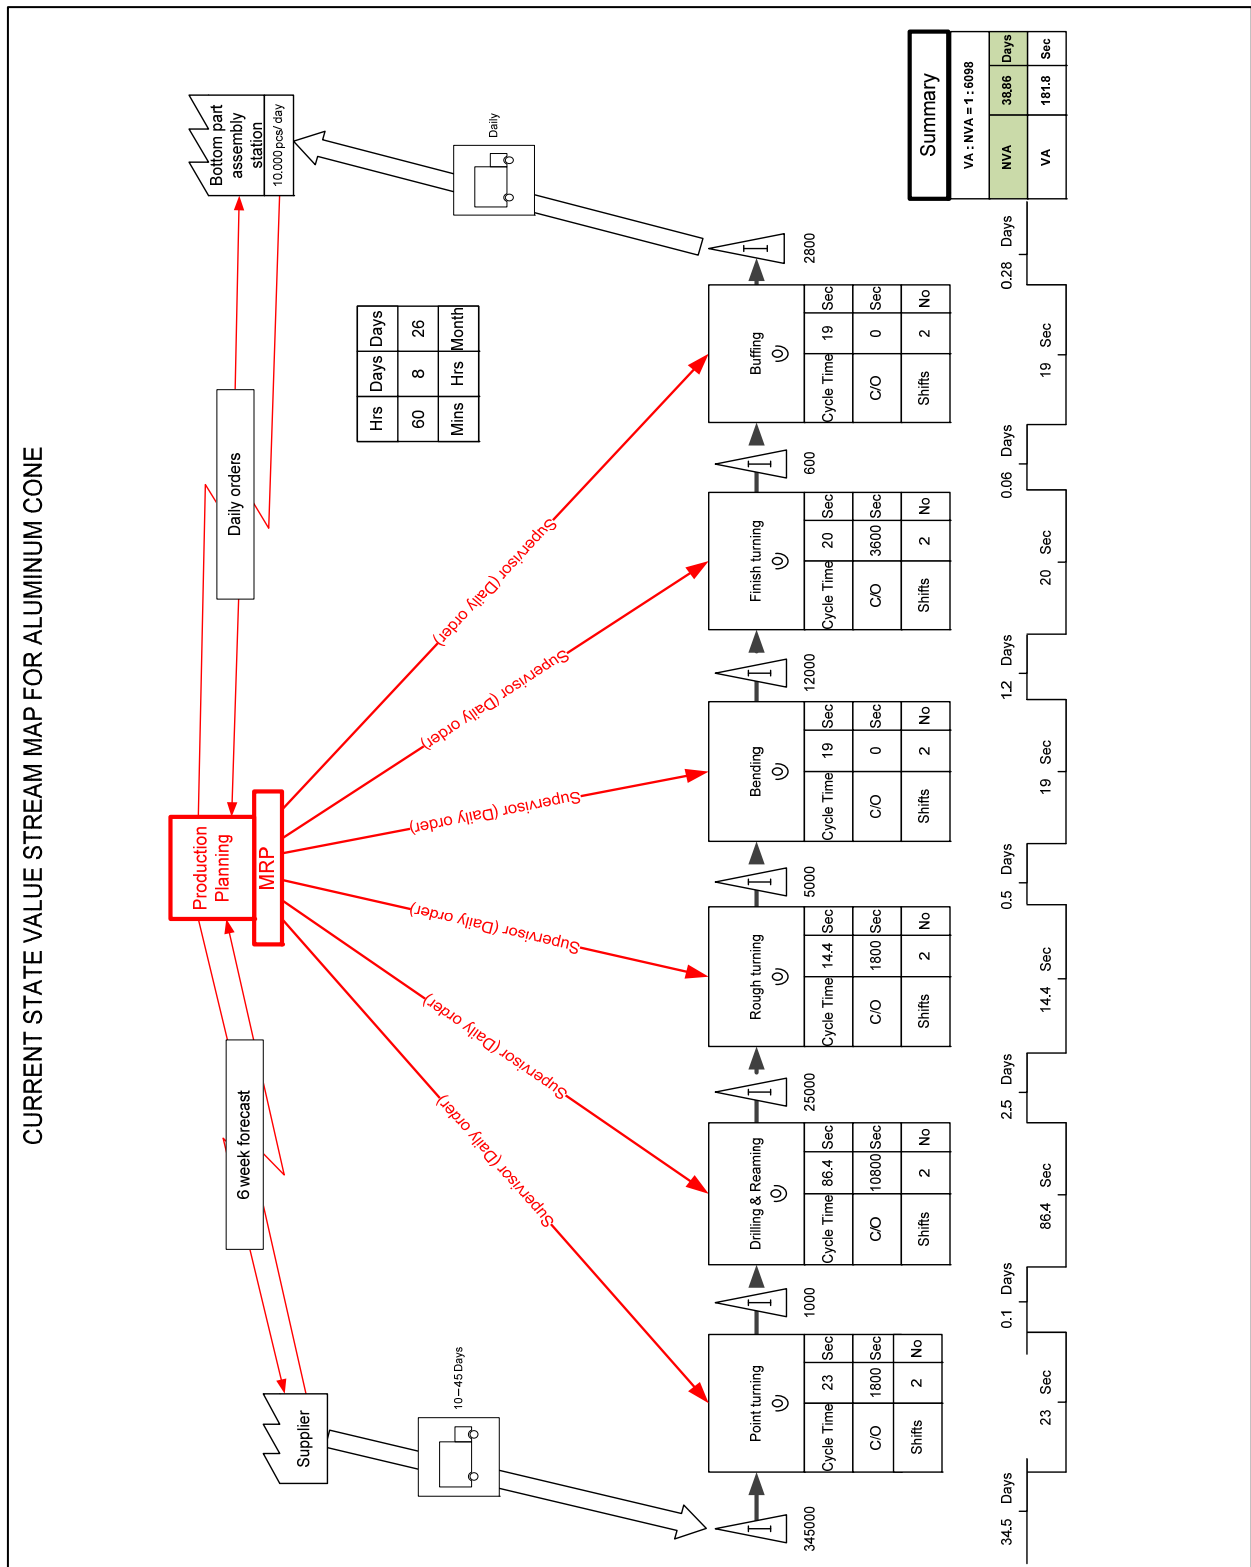 CURRENT STATE VALUE STREAM MAP FOR ALUMINUM CONE
Supplier
6 week forecast
Production
Planning
MRP
Daily orders
Bottom part
assembly
station
10.000pcs/ day
10−45Days
Daily
Hrs Days Days
60 8 26
Mins Hrs Month
Supervisor (Daily order)
Supervisor (Daily order)
Supervisor (Daily order)
Supervisor (Daily order)
Supervisor (Daily order)
Supervisor (Daily order)
345000
Point turning
Cycle Time 23 Sec
C/O 1800 Sec
Shifts 2 No
1000
Drilling & Reaming
Cycle Time 86.4 Sec
C/O 10800 Sec
Shifts 2 No
25000
Rough turning
Cycle Time 14.4 Sec
C/O 1800 Sec
Shifts 2 No
5000
Bending
Cycle Time 19 Sec
C/O 0 Sec
Shifts 2 No
12000
Finish turning
Cycle Time 20 Sec
C/O 3600 Sec
Shifts 2 No
600
Buffing
Cycle Time 19 Sec
C/O 0 Sec
Shifts 2 No
2800
34.5 Days
23 Sec
0.1 Days
86.4 Sec
2.5 Days
14.4 Sec
0.5 Days
19 Sec
1.2 Days
20 Sec
0.06 Days
19 Sec
0.28 Days
Summary
VA : NVA = 1 : 6098
NVA 38.86 Days
VA 181.8 Sec